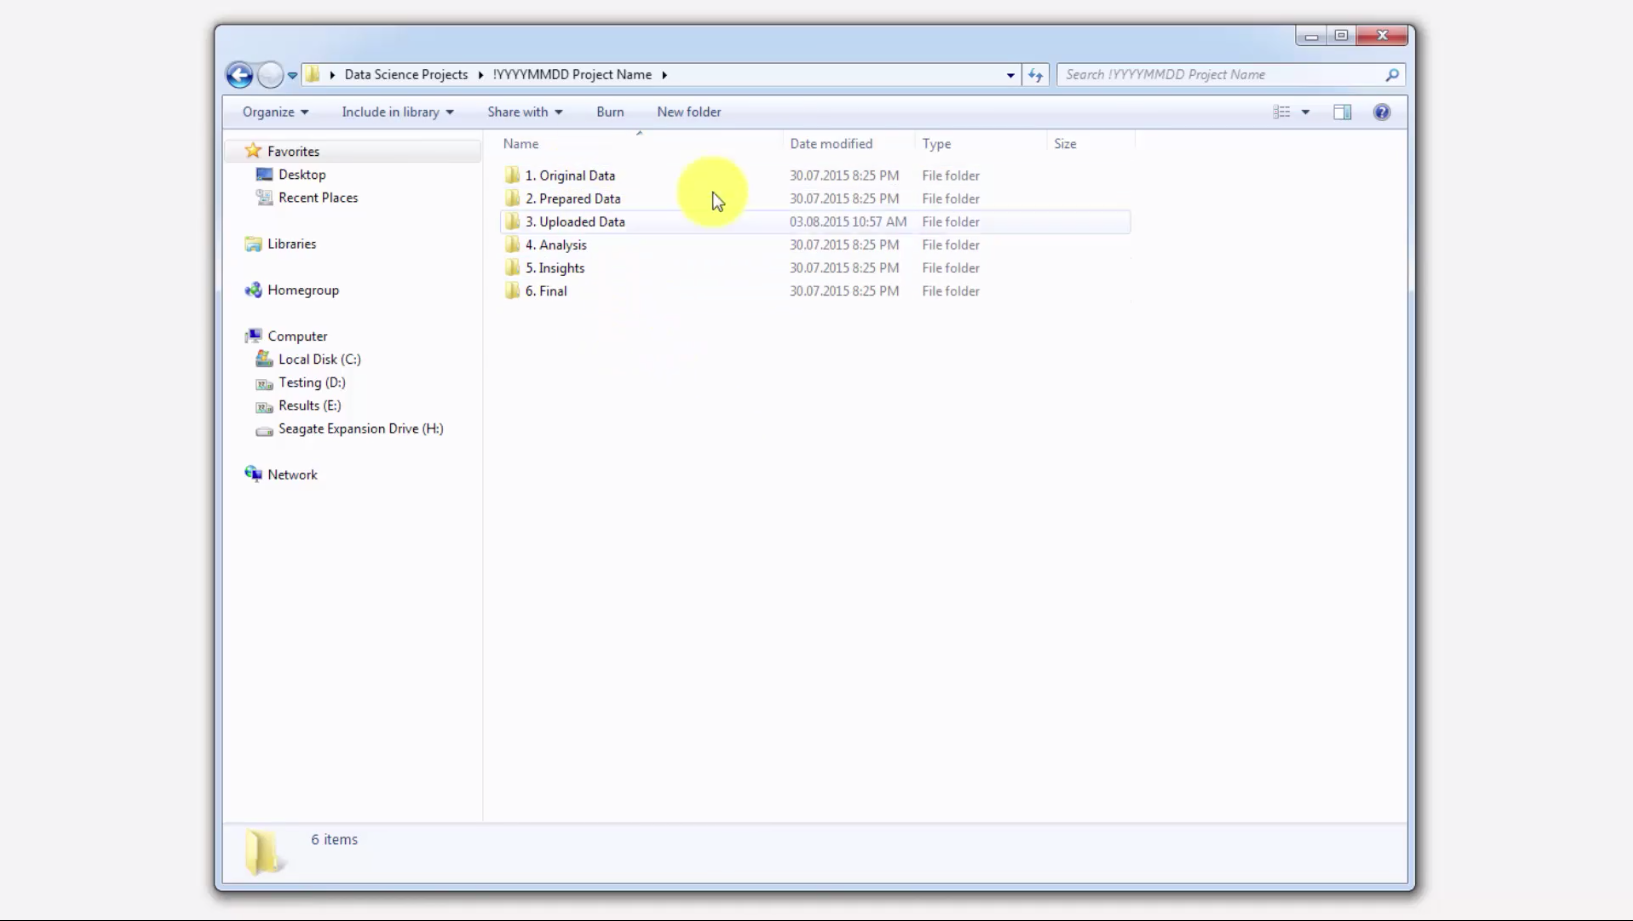 Data Science Projects !YYYYMMDD Project Name Search !YYYYMMDD Project Name
Organize Include in library Share with Burn New folder
Favorites
Desktop
Recent Places
Libraries
Homegroup
Computer
Local Disk (C:)
Testing (D:)
Results (E:)
Seagate Expansion Drive (H:)
Network
Name Date modified Type Size
1. Original Data 30.07.2015 8:25 PM File folder
2. Prepared Data 30.07.2015 8:25 PM File folder
3. Uploaded Data 03.08.2015 10:57 AM File folder
4. Analysis 30.07.2015 8:25 PM File folder
5. Insights 30.07.2015 8:25 PM File folder
6. Final 30.07.2015 8:25 PM File folder
6 items